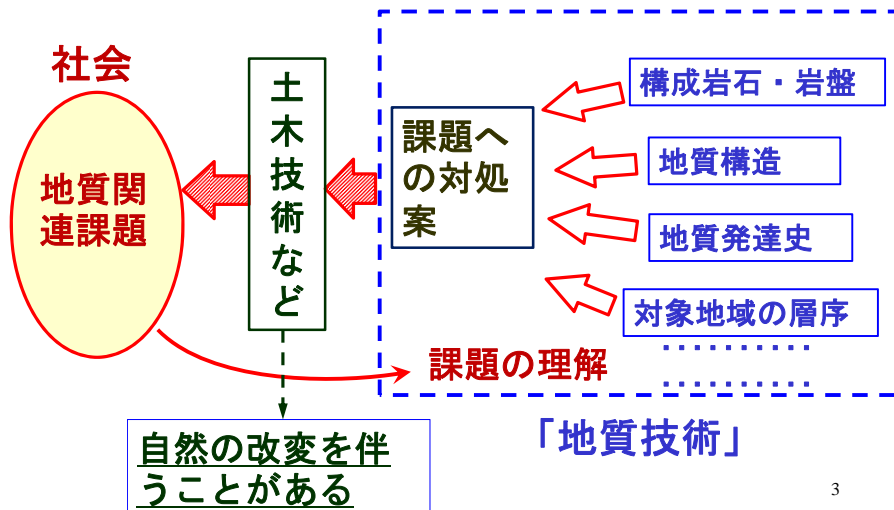 社会
地質関
連課題
土木技術など
課題へ
の対処
案
構成岩石・岩盤
地質構造
地質発達史
対象地域の層序
‥‥‥‥‥
課題の理解
‥‥‥‥‥
「地質技術」
自然の改変を伴
うことがある
3